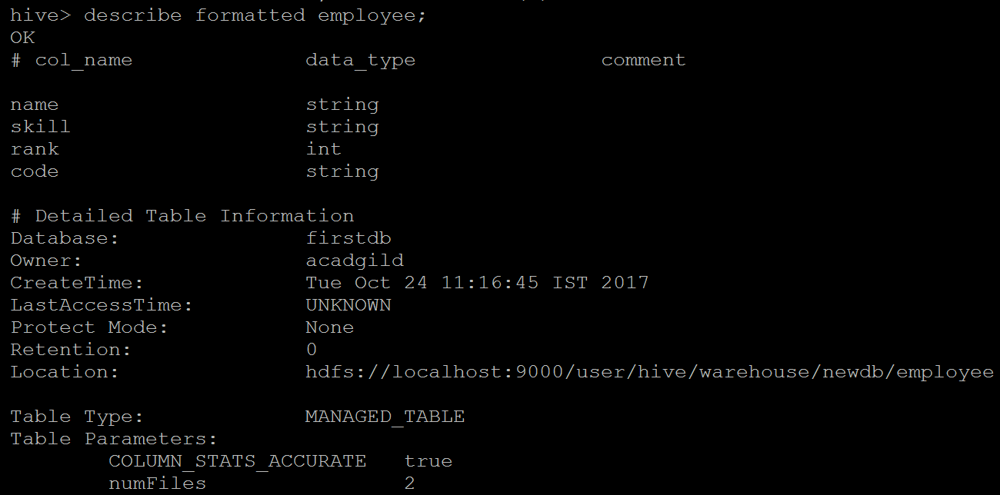 hive> describe formatted employee;
OK
# col_name data_type comment
name string
skill string
rank int
code string
# Detailed Table Information
Database: firstdb
Owner: acadgild
CreateTime: Tue Oct 24 11:16:45 IST 2017
LastAccessTime: UNKNOWN
Protect Mode: None
Retention: 0
Location: hdfs://localhost:9000/user/hive/warehouse/newdb/employee
Table Type: MANAGED_TABLE
Table Parameters:
COLUMN_STATS_ACCURATE true
numFiles 2